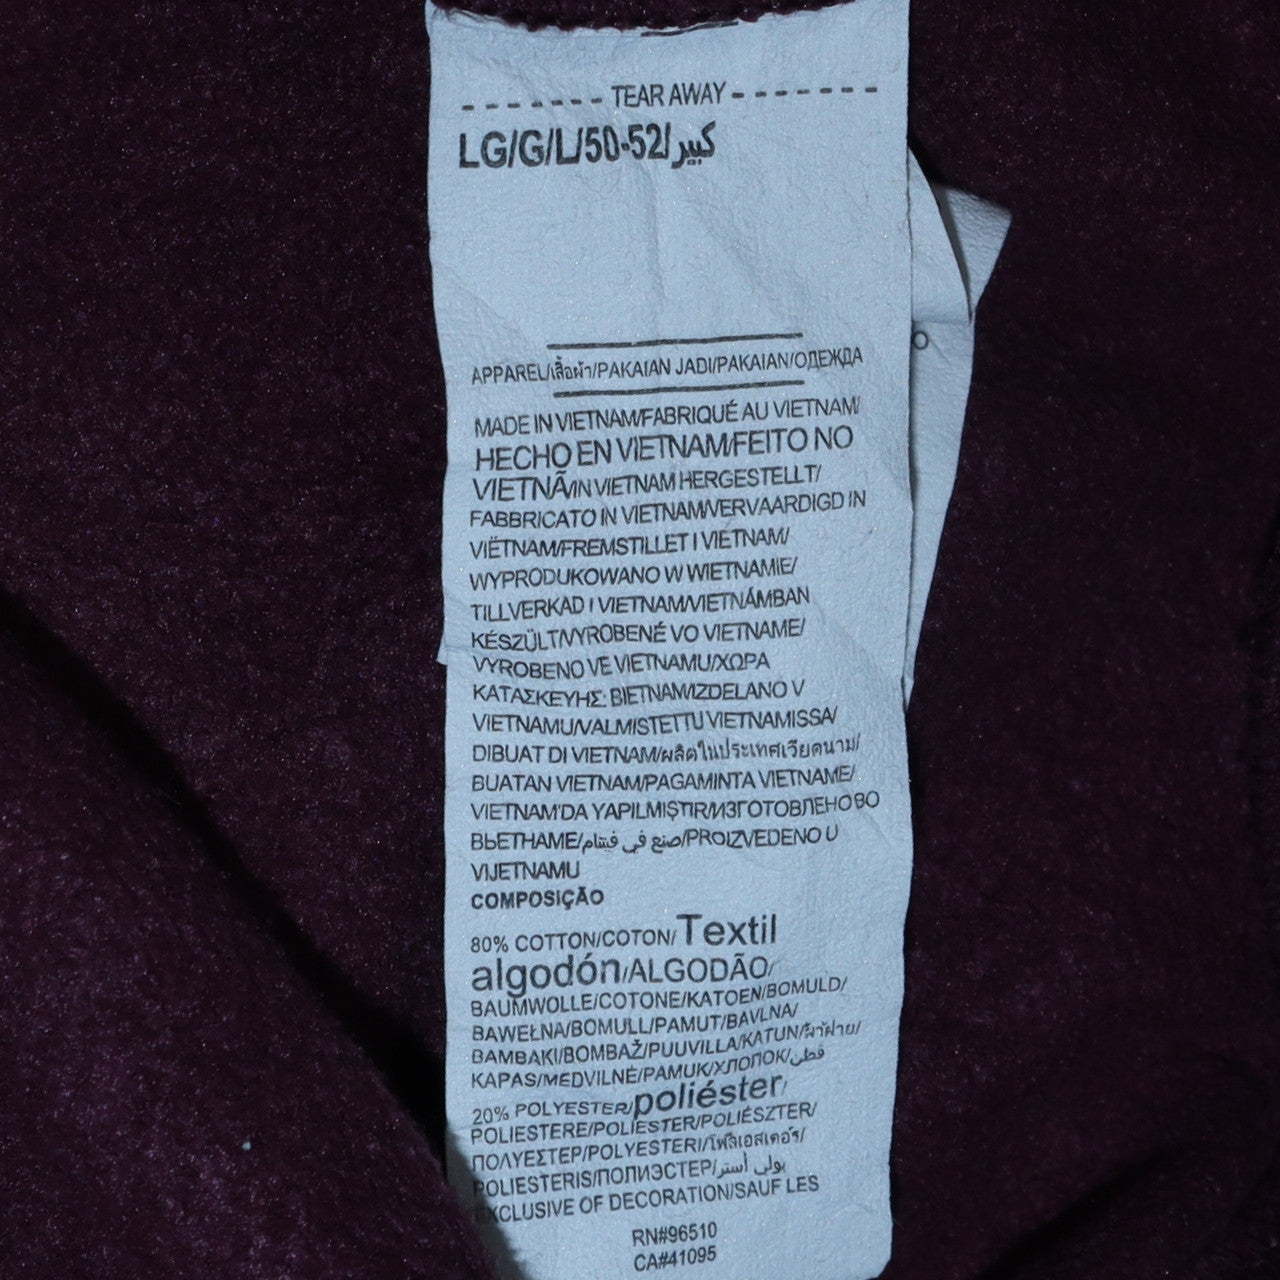 TEAR AWAY
LG/G/L/50-52/كبير
APPAREL/เสื้อผ้า/PAKAIAN JADI/PAKAIAN/ОДЕЖДА
MADE IN VIETNAM/FABRIQUÉ AU VIETNAM/
HECHO EN VIETNAM/FEITO NO
VIETNÃ/IN VIETNAM HERGESTELLT/
FABBRICATO IN VIETNAM/VERVAARDIGD IN
VIËTNAM/FREMSTILLET I VIETNAM/
WYPRODUKOWANO W WIETNAMIE/
TILLVERKAD I VIETNAM/VIETNÁMBAN
KÉSZÜLT/VYROBENÉ VO VIETNAME/
VYROBENO VE VIETNAMU/ΧΩΡΑ
ΚΑΤΑΣΚΕΥΗΣ: ΒΙΕΤΝΑΜ/IZDELANO V
VIETNAMU/VALMISTETTU VIETNAMISSA/
DIBUAT DI VIETNAM/ผลิตในประเทศเวียดนาม/
BUATAN VIETNAM/PAGAMINTA VIETNAME/
VIETNAM'DA YAPILMIŞTIR/ИЗГОТОВЛЕНО ВО
ВЬЕТНАМЕ/صنع في فيتنام/PROIZVEDENO U
VIJETNAMU
COMPOSIÇÃO
80% COTTON/COTON/Textil
algodón/ALGODÃO/
BAUMWOLLE/COTONE/KATOEN/BOMULD/
BAWEŁNA/BOMULL/PAMUT/BAVLNA/
ΒΑΜΒΑΚΙ/BOMBAŽ/PUUVILLA/KATUN/ผ้าฝ้าย/
KAPAS/MEDVILNĖ/PAMUK/ХЛОПОК/قطن
20% POLYESTER/poliéster/
POLIESTERE/POLIESTER/POLIÉSZTER/
ΠΟΛΥΕΣΤΕΡ/POLYESTERI/โพลีเอสเตอร์/
POLIESTERIS/ПОЛИЭСТЕР/بولي أستر
EXCLUSIVE OF DECORATION/SAUF LES
RN#96510
CA#41095